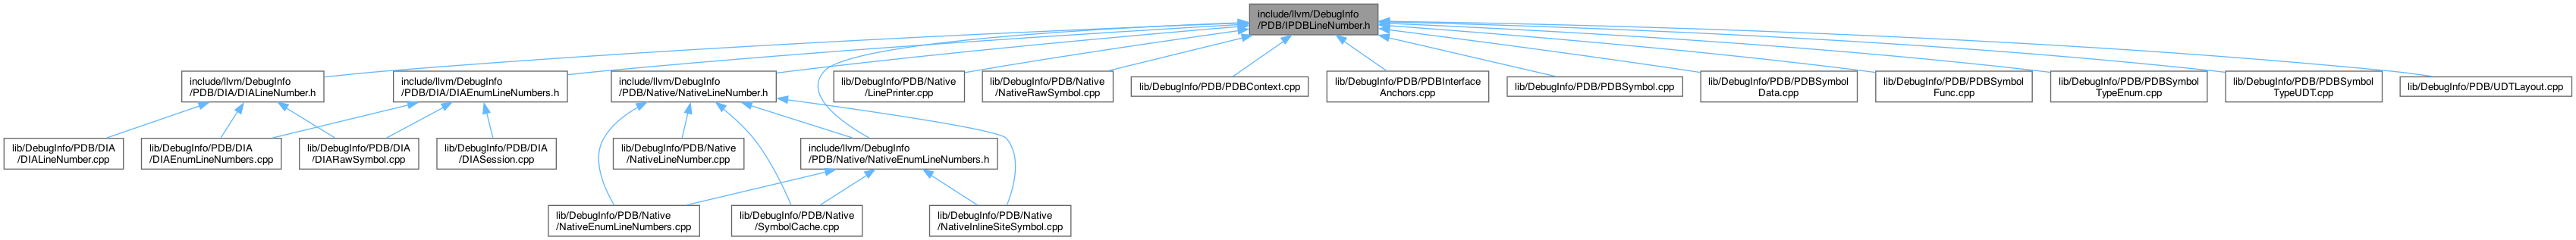 include/llvm/DebugInfo
/PDB/IPDBLineNumber.h
include/llvm/DebugInfo
/PDB/DIA/DIALineNumber.h
include/llvm/DebugInfo
/PDB/DIA/DIAEnumLineNumbers.h
include/llvm/DebugInfo
/PDB/Native/NativeLineNumber.h
lib/DebugInfo/PDB/Native
/LinePrinter.cpp
lib/DebugInfo/PDB/Native
/NativeRawSymbol.cpp
lib/DebugInfo/PDB/PDBContext.cpp
lib/DebugInfo/PDB/PDBInterface
Anchors.cpp
lib/DebugInfo/PDB/PDBSymbol.cpp
lib/DebugInfo/PDB/PDBSymbol
Data.cpp
lib/DebugInfo/PDB/PDBSymbol
Func.cpp
lib/DebugInfo/PDB/PDBSymbol
TypeEnum.cpp
lib/DebugInfo/PDB/PDBSymbol
TypeUDT.cpp
lib/DebugInfo/PDB/UDTLayout.cpp
lib/DebugInfo/PDB/DIA
/DIALineNumber.cpp
lib/DebugInfo/PDB/DIA
/DIAEnumLineNumbers.cpp
lib/DebugInfo/PDB/DIA
/DIARawSymbol.cpp
lib/DebugInfo/PDB/DIA
/DIASession.cpp
lib/DebugInfo/PDB/Native
/NativeLineNumber.cpp
include/llvm/DebugInfo
/PDB/Native/NativeEnumLineNumbers.h
lib/DebugInfo/PDB/Native
/NativeEnumLineNumbers.cpp
lib/DebugInfo/PDB/Native
/SymbolCache.cpp
lib/DebugInfo/PDB/Native
/NativeInlineSiteSymbol.cpp